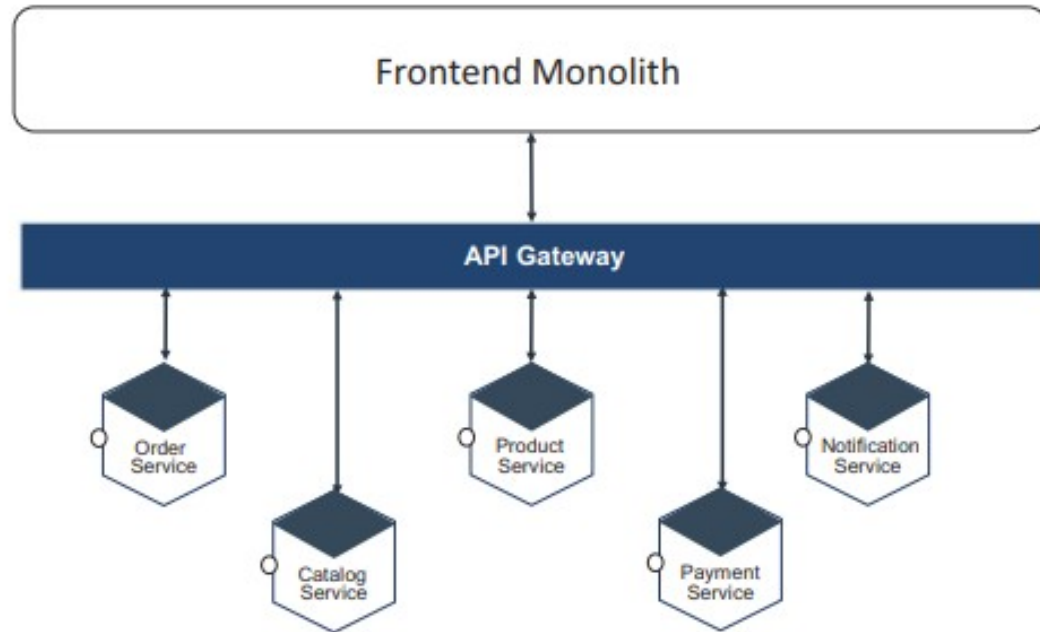 Frontend Monolith
API Gateway
Order
Service
Product
Service
Notification
Service
Catalog
Service
Payment
Service